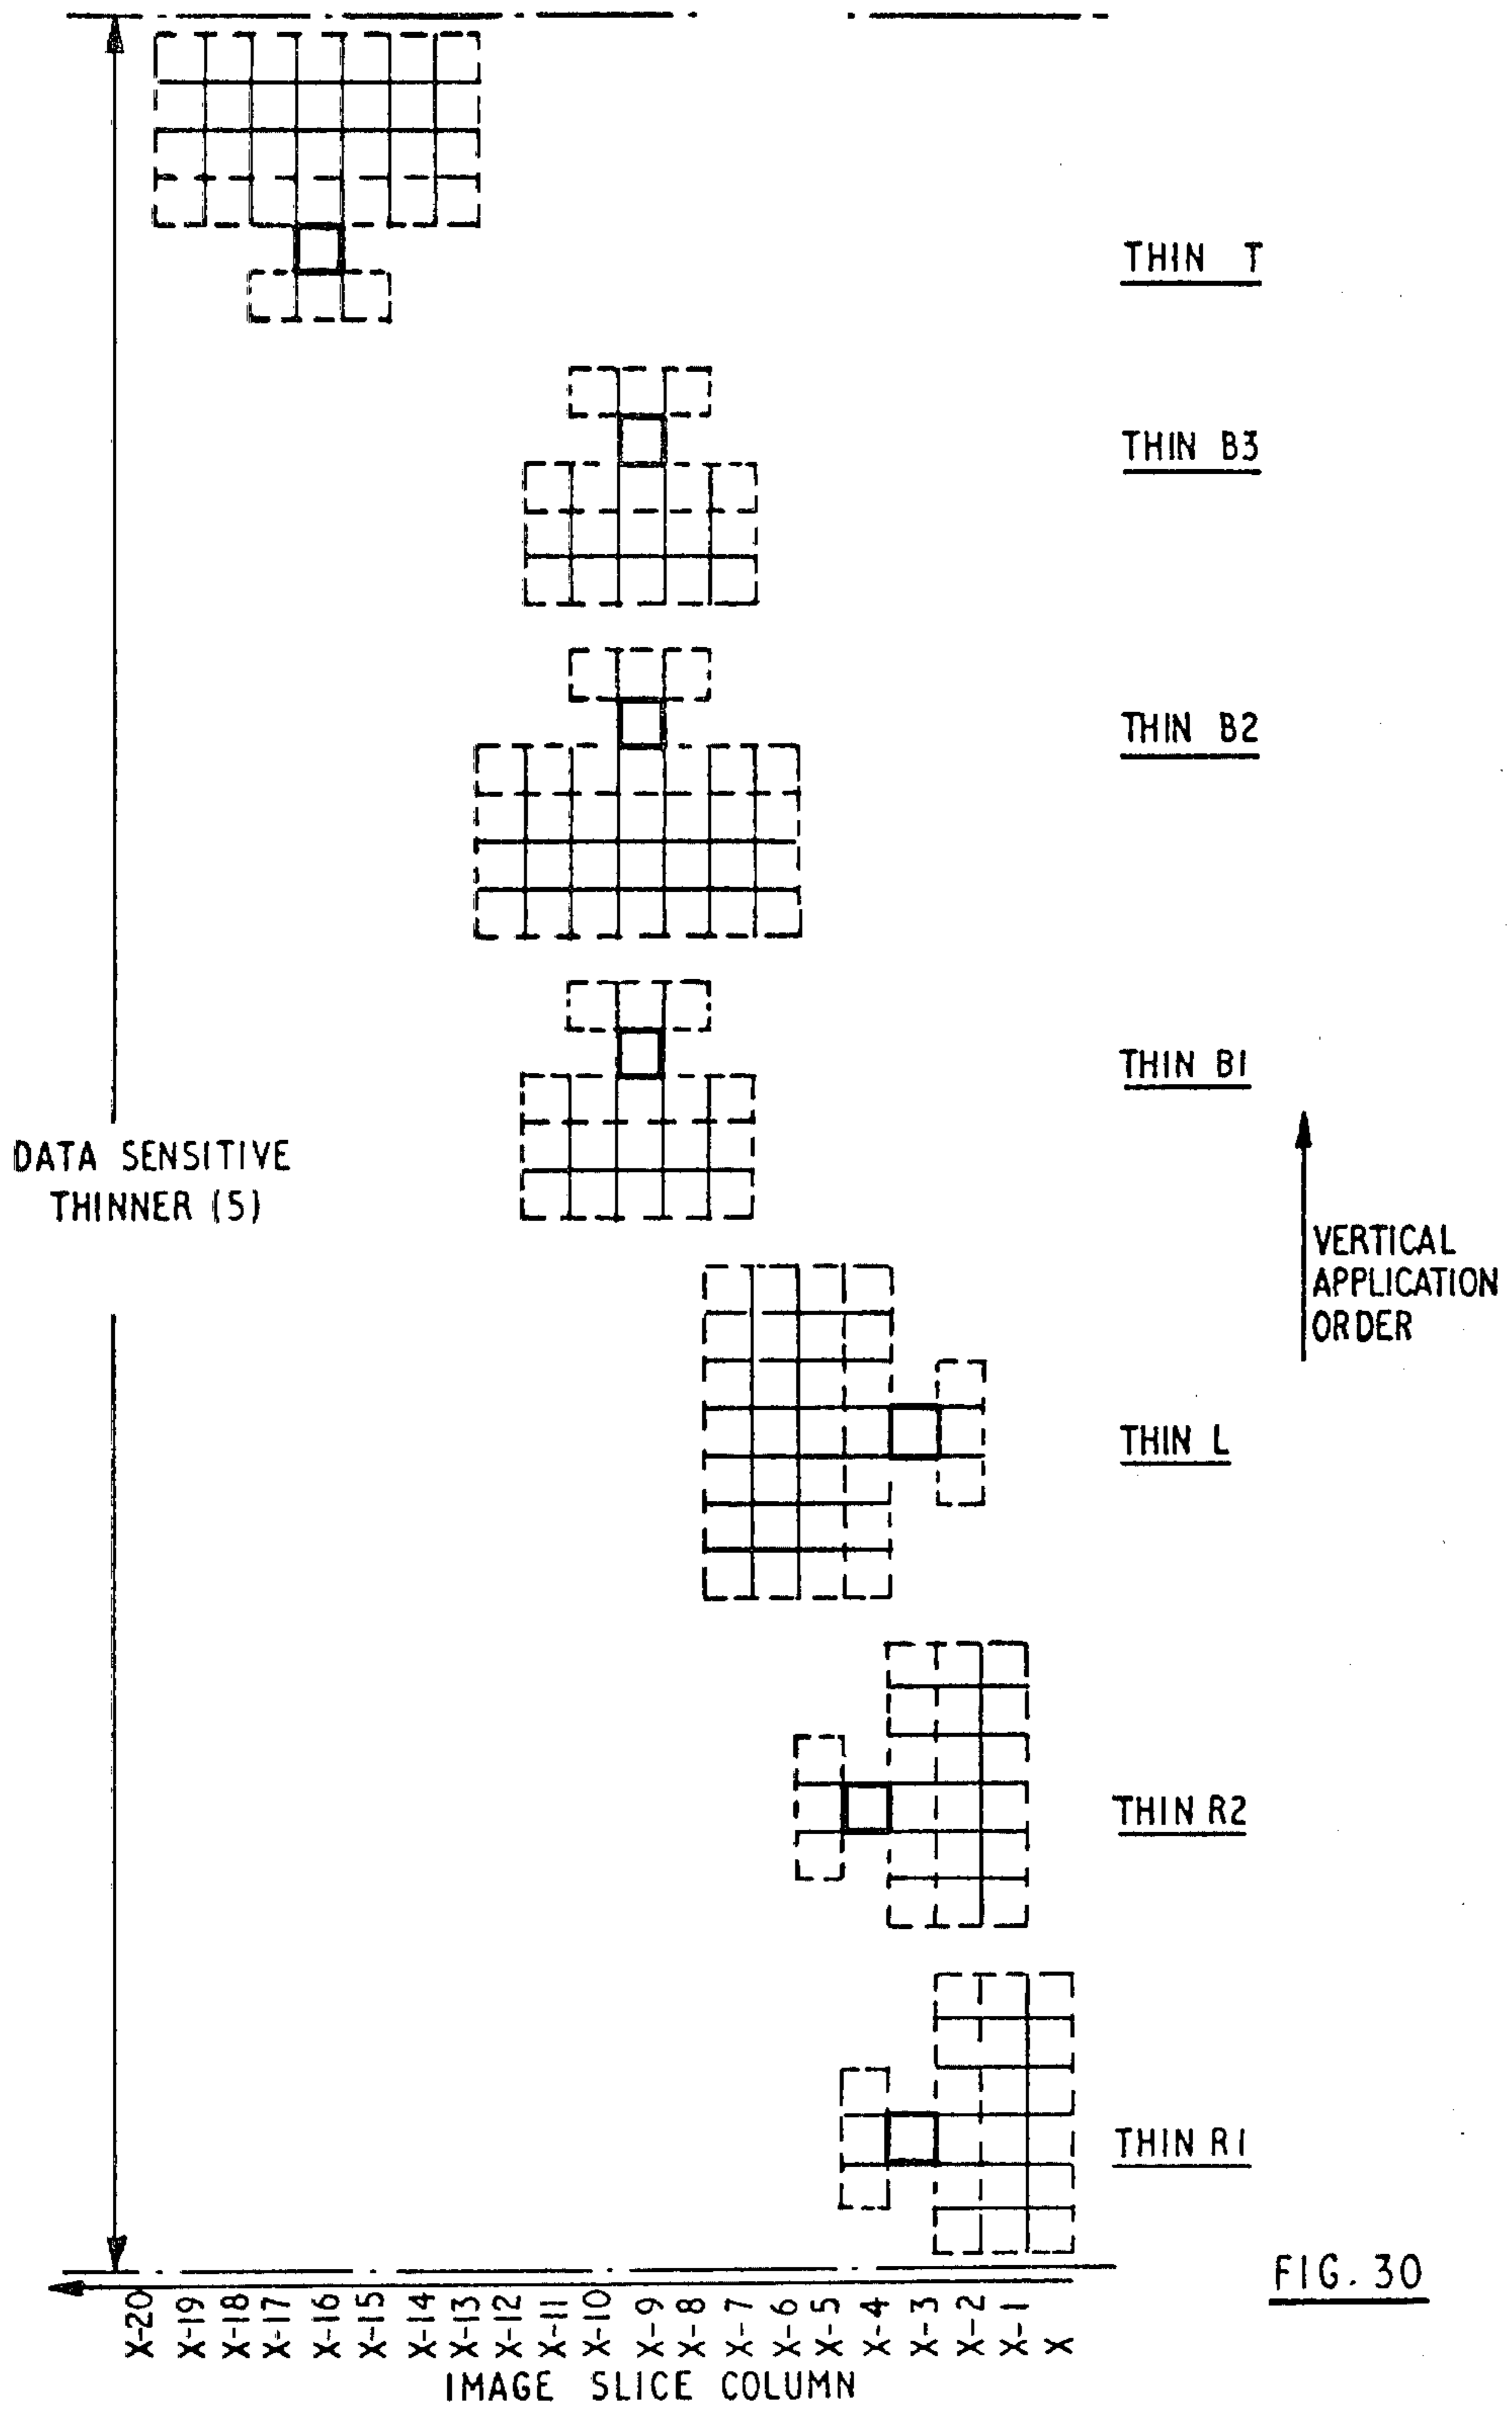 THIN T
THIN B3
THIN B2
THIN B1
DATA SENSITIVE
THINNER (5)
VERTICAL
APPLICATION
ORDER
THIN L
THIN R2
THIN R1
FIG. 30
X-20 X-19 X-18 X-17 X-16 X-15 X-14 X-13 X-12 X-11 X-10 X-9 X-8 X-7 X-6 X-5 X-4 X-3 X-2 X-1 X
IMAGE SLICE COLUMN